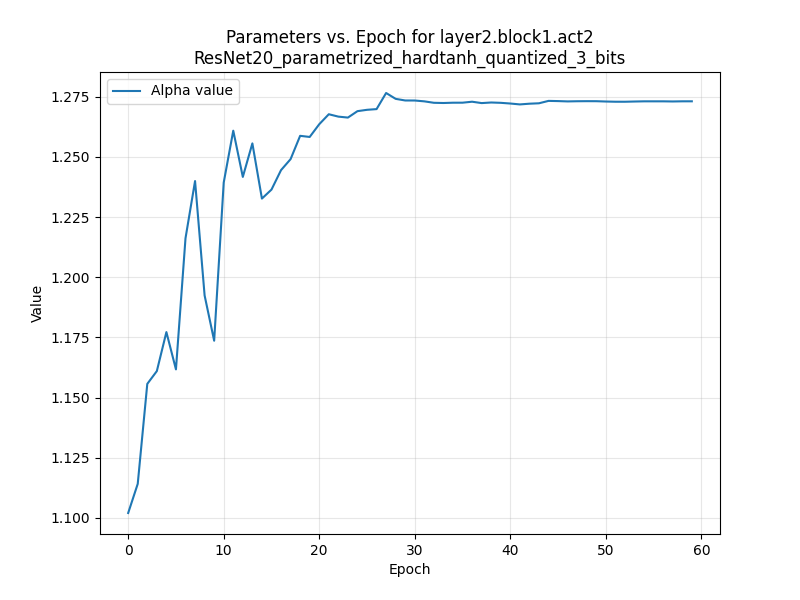 Parameters vs. Epoch for layer2.block1.act2
ResNet20_parametrized_hardtanh_quantized_3_bits
Alpha value
1.275
1.250
1.225
1.200
1.175
1.150
1.125
1.100
Value
0 10 20 30 40 50 60
Epoch